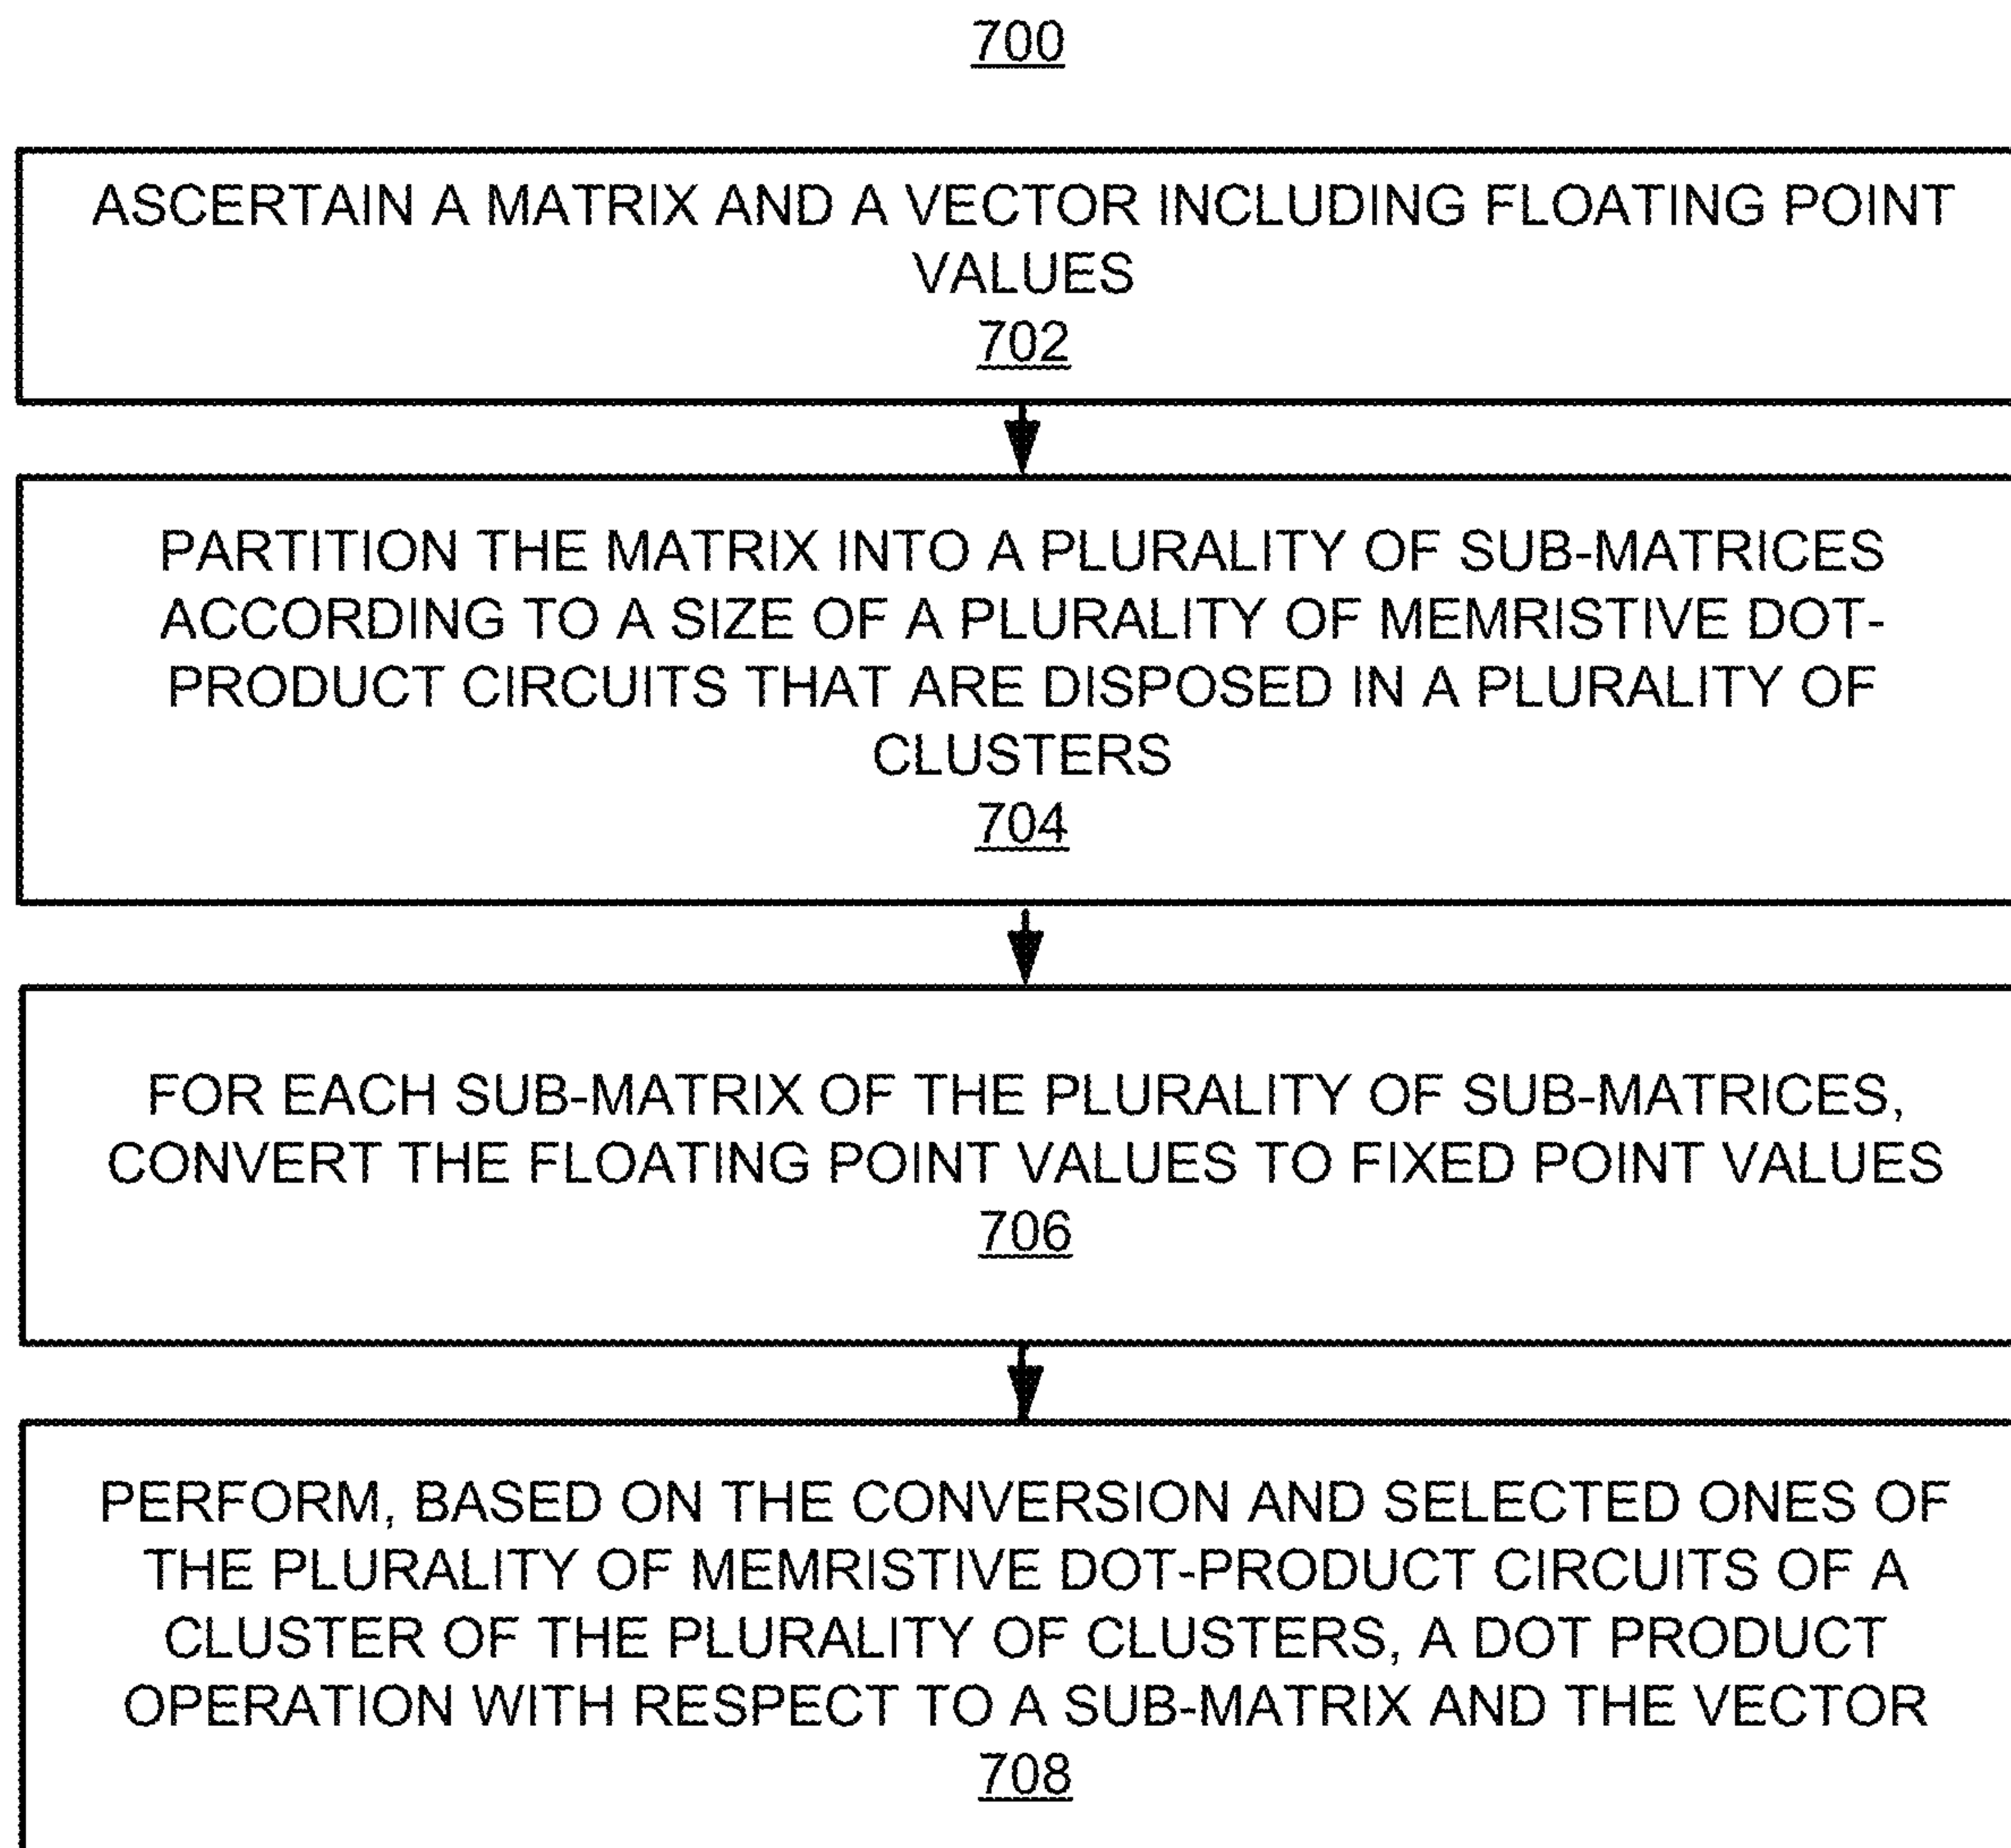 700
ASCERTAIN A MATRIX AND A VECTOR INCLUDING FLOATING POINT
VALUES
702
PARTITION THE MATRIX INTO A PLURALITY OF SUB-MATRICES
ACCORDING TO A SIZE OF A PLURALITY OF MEMRISTIVE DOT-
PRODUCT CIRCUITS THAT ARE DISPOSED IN A PLURALITY OF
CLUSTERS
704
FOR EACH SUB-MATRIX OF THE PLURALITY OF SUB-MATRICES,
CONVERT THE FLOATING POINT VALUES TO FIXED POINT VALUES
706
PERFORM, BASED ON THE CONVERSION AND SELECTED ONES OF
THE PLURALITY OF MEMRISTIVE DOT-PRODUCT CIRCUITS OF A
CLUSTER OF THE PLURALITY OF CLUSTERS, A DOT PRODUCT
OPERATION WITH RESPECT TO A SUB-MATRIX AND THE VECTOR
708